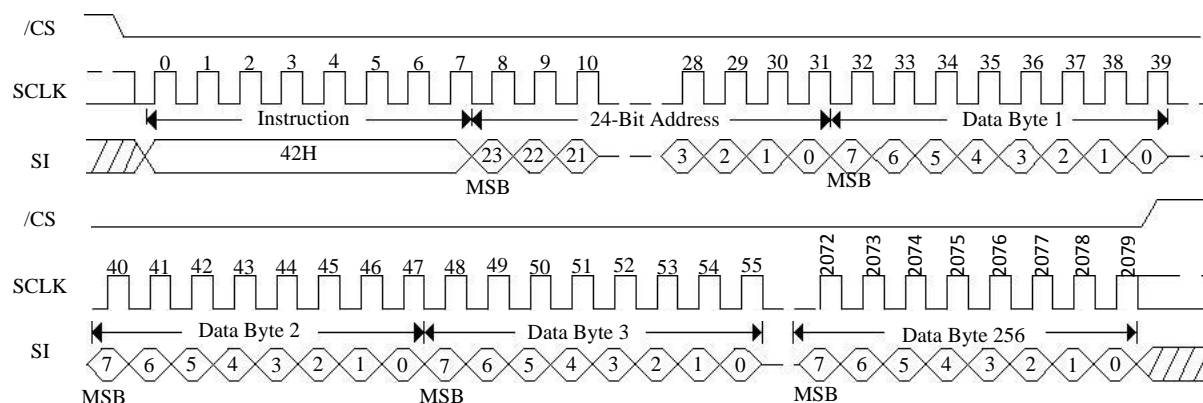 /CS
0 1 2 3 4 5 6 7 8 9 10 28 29 30 31 32 33 34 35 36 37 38 39
SCLK
Instruction 24-Bit Address Data Byte 1
SI 42H 23 22 21 3 2 1 0 7 6 5 4 3 2 1 0
MSB MSB
/CS
40 41 42 43 44 45 46 47 48 49 50 51 52 53 54 55 2072 2073 2074 2075 2076 2077 2078 2079
SCLK
Data Byte 2 Data Byte 3 Data Byte 256
SI 7 6 5 4 3 2 1 0 7 6 5 4 3 2 1 0 7 6 5 4 3 2 1 0
MSB MSB MSB